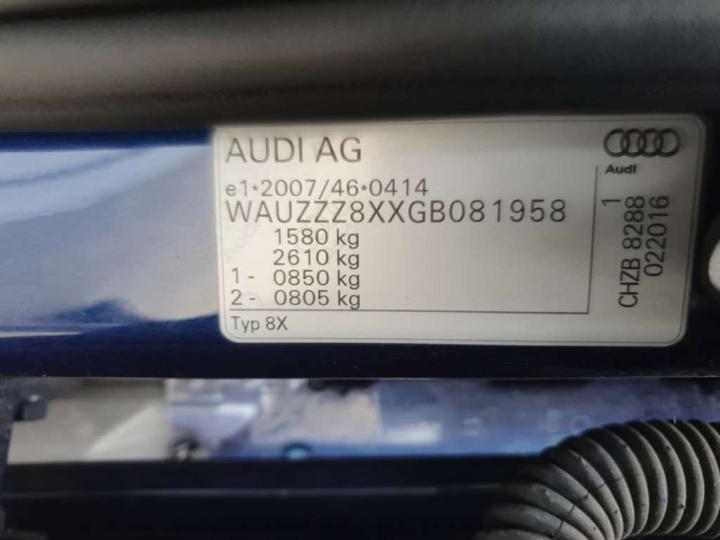 AUDI AG
Audi
e1*2007/46*0414
WAUZZZ8XXGB081958
1580 kg
2610 kg
1 - 0850 kg
2 - 0805 kg
Typ 8X
CHZB 8288 1
022016